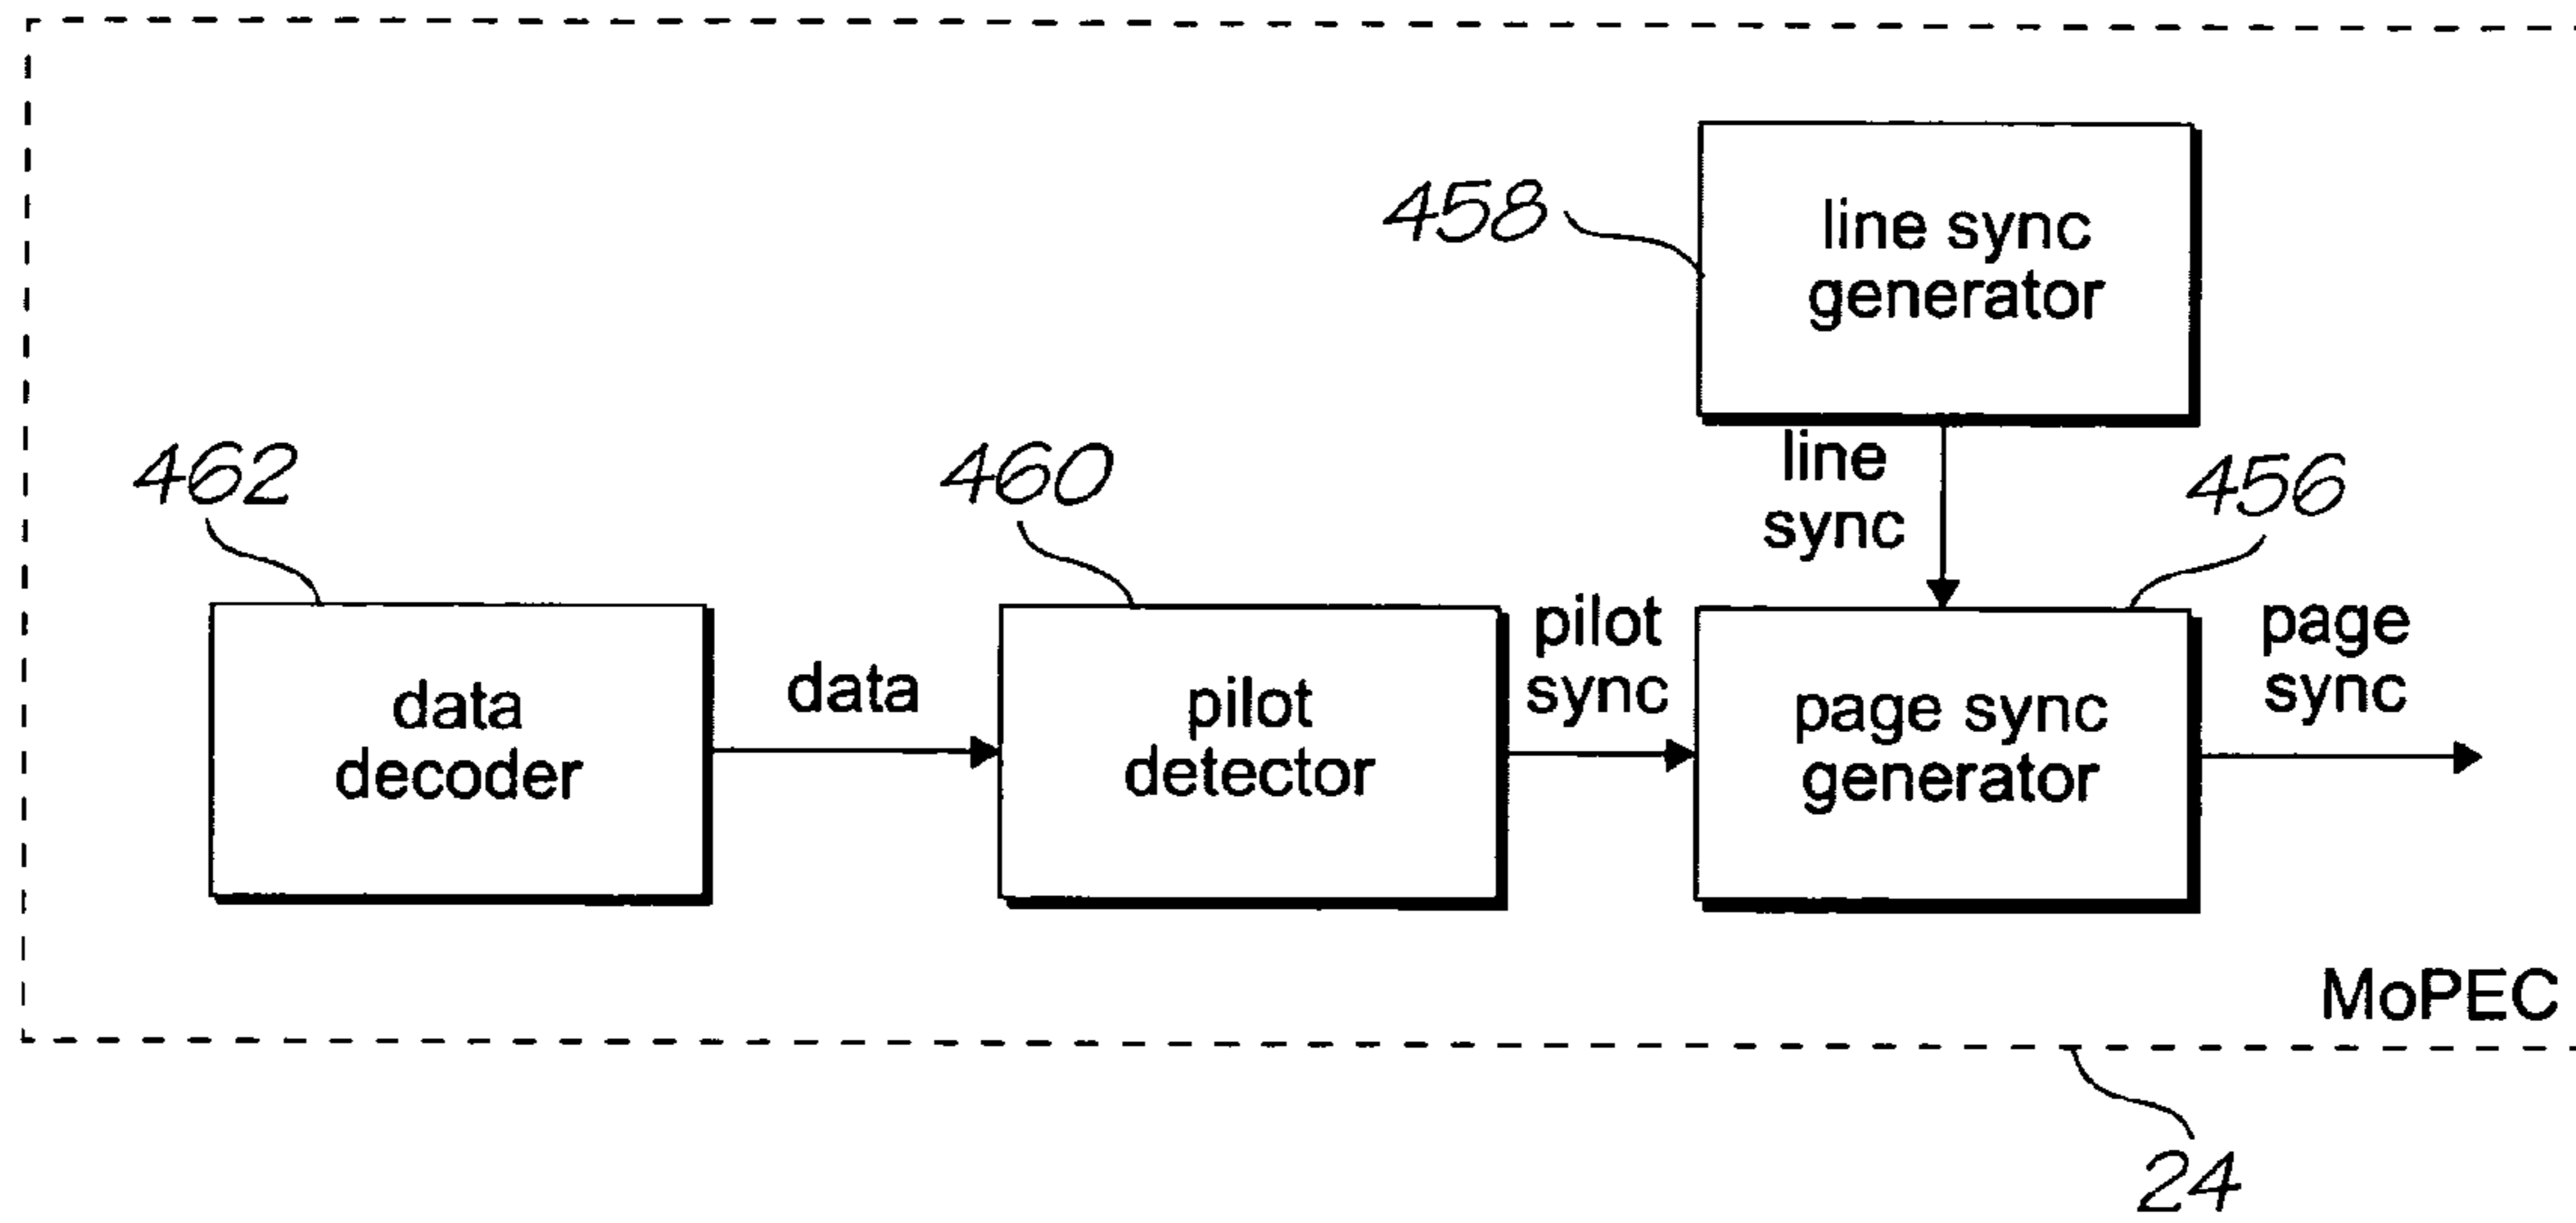 458
line sync
generator
line
sync
462
460
456
data
decoder
data
pilot
detector
pilot
sync
page sync
generator
page
sync
MoPEC
24